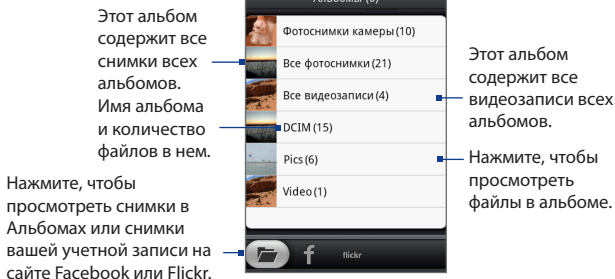 Этот альбом
содержит все
снимки всех
альбомов.
Имя альбома
и количество
файлов в нем.
Нажмите, чтобы
просмотреть снимки в
Альбомах или снимки
вашей учетной записи на
сайте Facebook или Flickr.
Альбомы (6)
Фотоснимки камеры (10)
Все фотоснимки (21)
Все видеозаписи (4)
DCIM (15)
Pics (6)
Video (1)
flickr
Этот альбом
содержит все
видеозаписи всех
альбомов.
Нажмите, чтобы
просмотреть
файлы в альбоме.